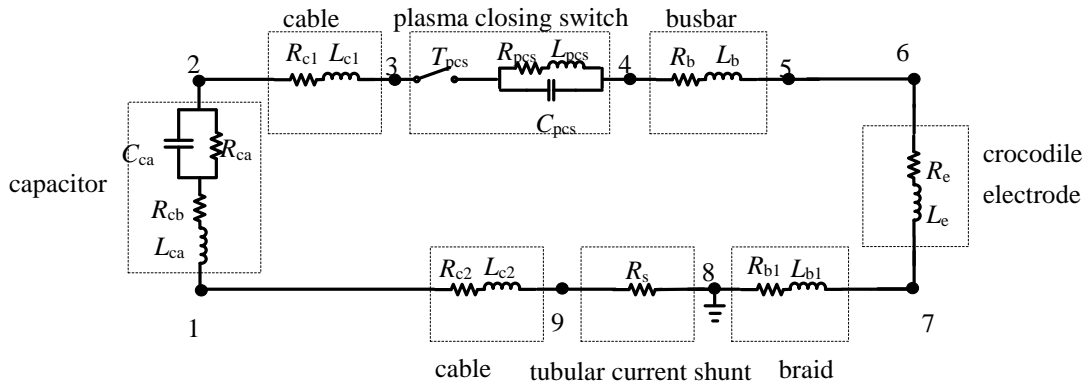 cable
plasma closing switch
busbar
2
R_c1 L_c1
3
T_pcs
R_pcs L_pcs
C_pcs
4
R_b L_b
5
6
C_ca R_ca
capacitor
R_cb
L_ca
R_e
L_e
crocodile
electrode
1
R_c2 L_c2
9
R_s
8
R_b1 L_b1
7
cable
tubular current shunt
braid